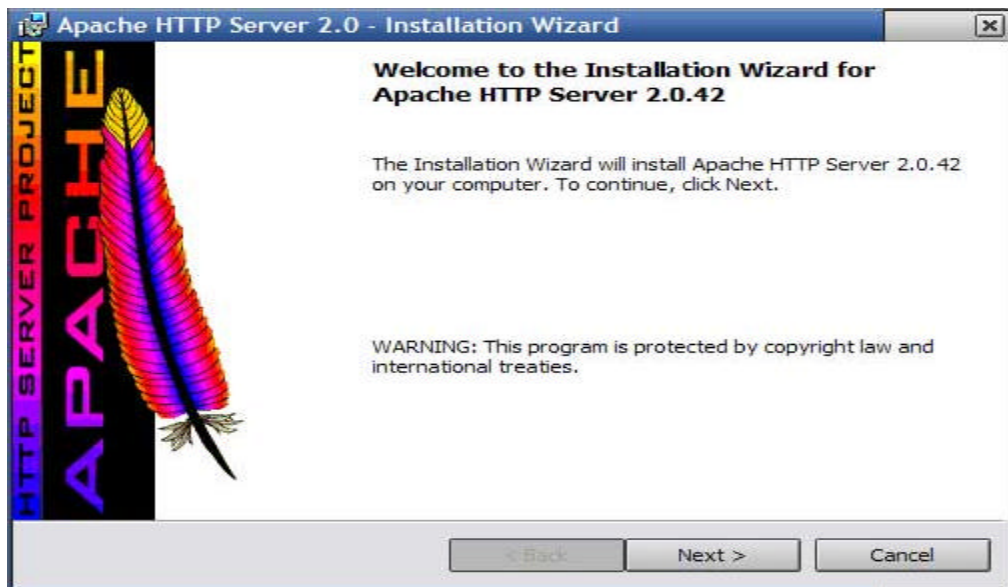 Apache HTTP Server 2.0 - Installation Wizard
HTTP SERVER PROJECT
APACHE
Welcome to the Installation Wizard for
Apache HTTP Server 2.0.42
The Installation Wizard will install Apache HTTP Server 2.0.42
on your computer. To continue, click Next.
WARNING: This program is protected by copyright law and
international treaties.
< Back
Next >
Cancel